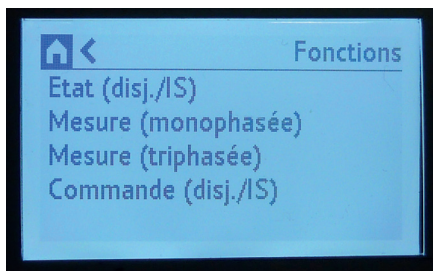 Fonctions
Etat (disj./IS)
Mesure (monophasée)
Mesure (triphasée)
Commande (disj./IS)